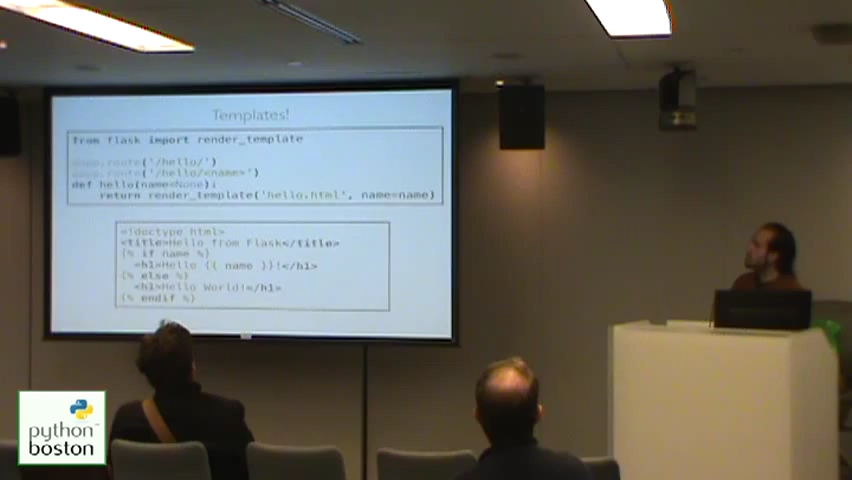 Templates!
from flask import render_template
@app.route('/hello/')
@app.route('/hello/<name>')
def hello(name=None):
return render_template('hello.html', name=name)
<!doctype html>
<title>Hello from Flask</title>
{% if name %}
<h1>Hello {{ name }}!</h1>
{% else %}
<h1>Hello World!</h1>
{% endif %}
python™
boston